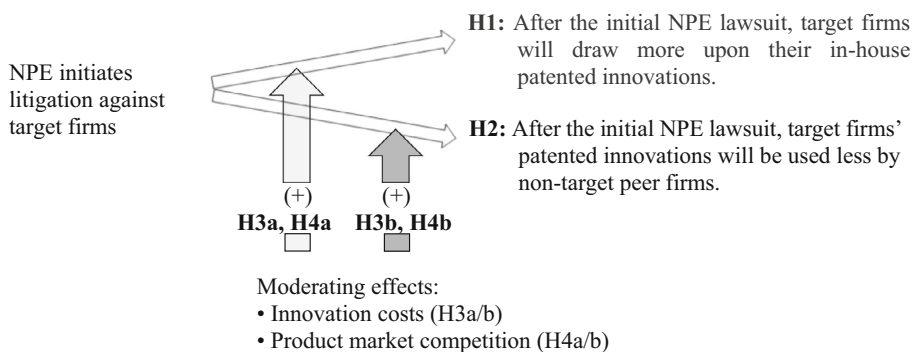 NPE initiates
litigation against
target firms
H1: After the initial NPE lawsuit, target firms
will draw more upon their in-house
patented innovations.
H2: After the initial NPE lawsuit, target firms’
patented innovations will be used less by
non-target peer firms.
(+) (+)
H3a, H4a H3b, H4b
Moderating effects:
• Innovation costs (H3a/b)
• Product market competition (H4a/b)